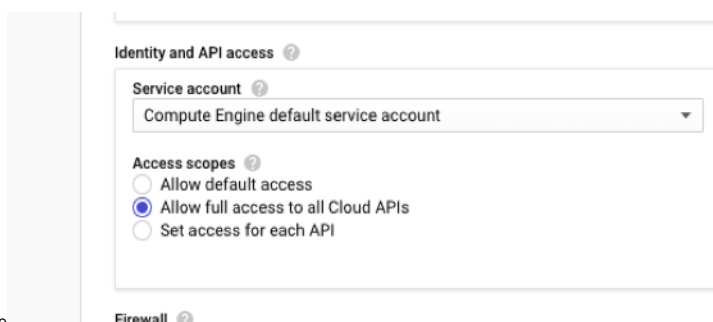 Identity and API access
Service account
Compute Engine default service account
Access scopes
Allow default access
Allow full access to all Cloud APIs
Set access for each API
Firewall